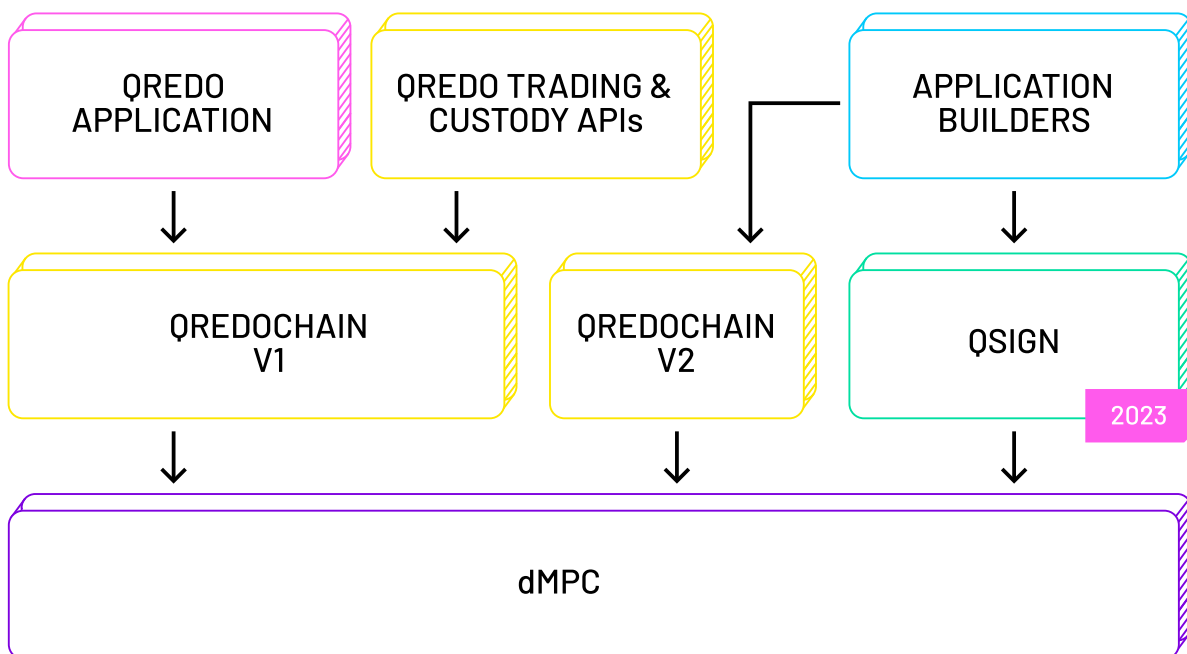 QREDO
APPLICATION
QREDO TRADING &
CUSTODY APIs
APPLICATION
BUILDERS
QREDOCHAIN
V1
QREDOCHAIN
V2
QSIGN
2023
dMPC